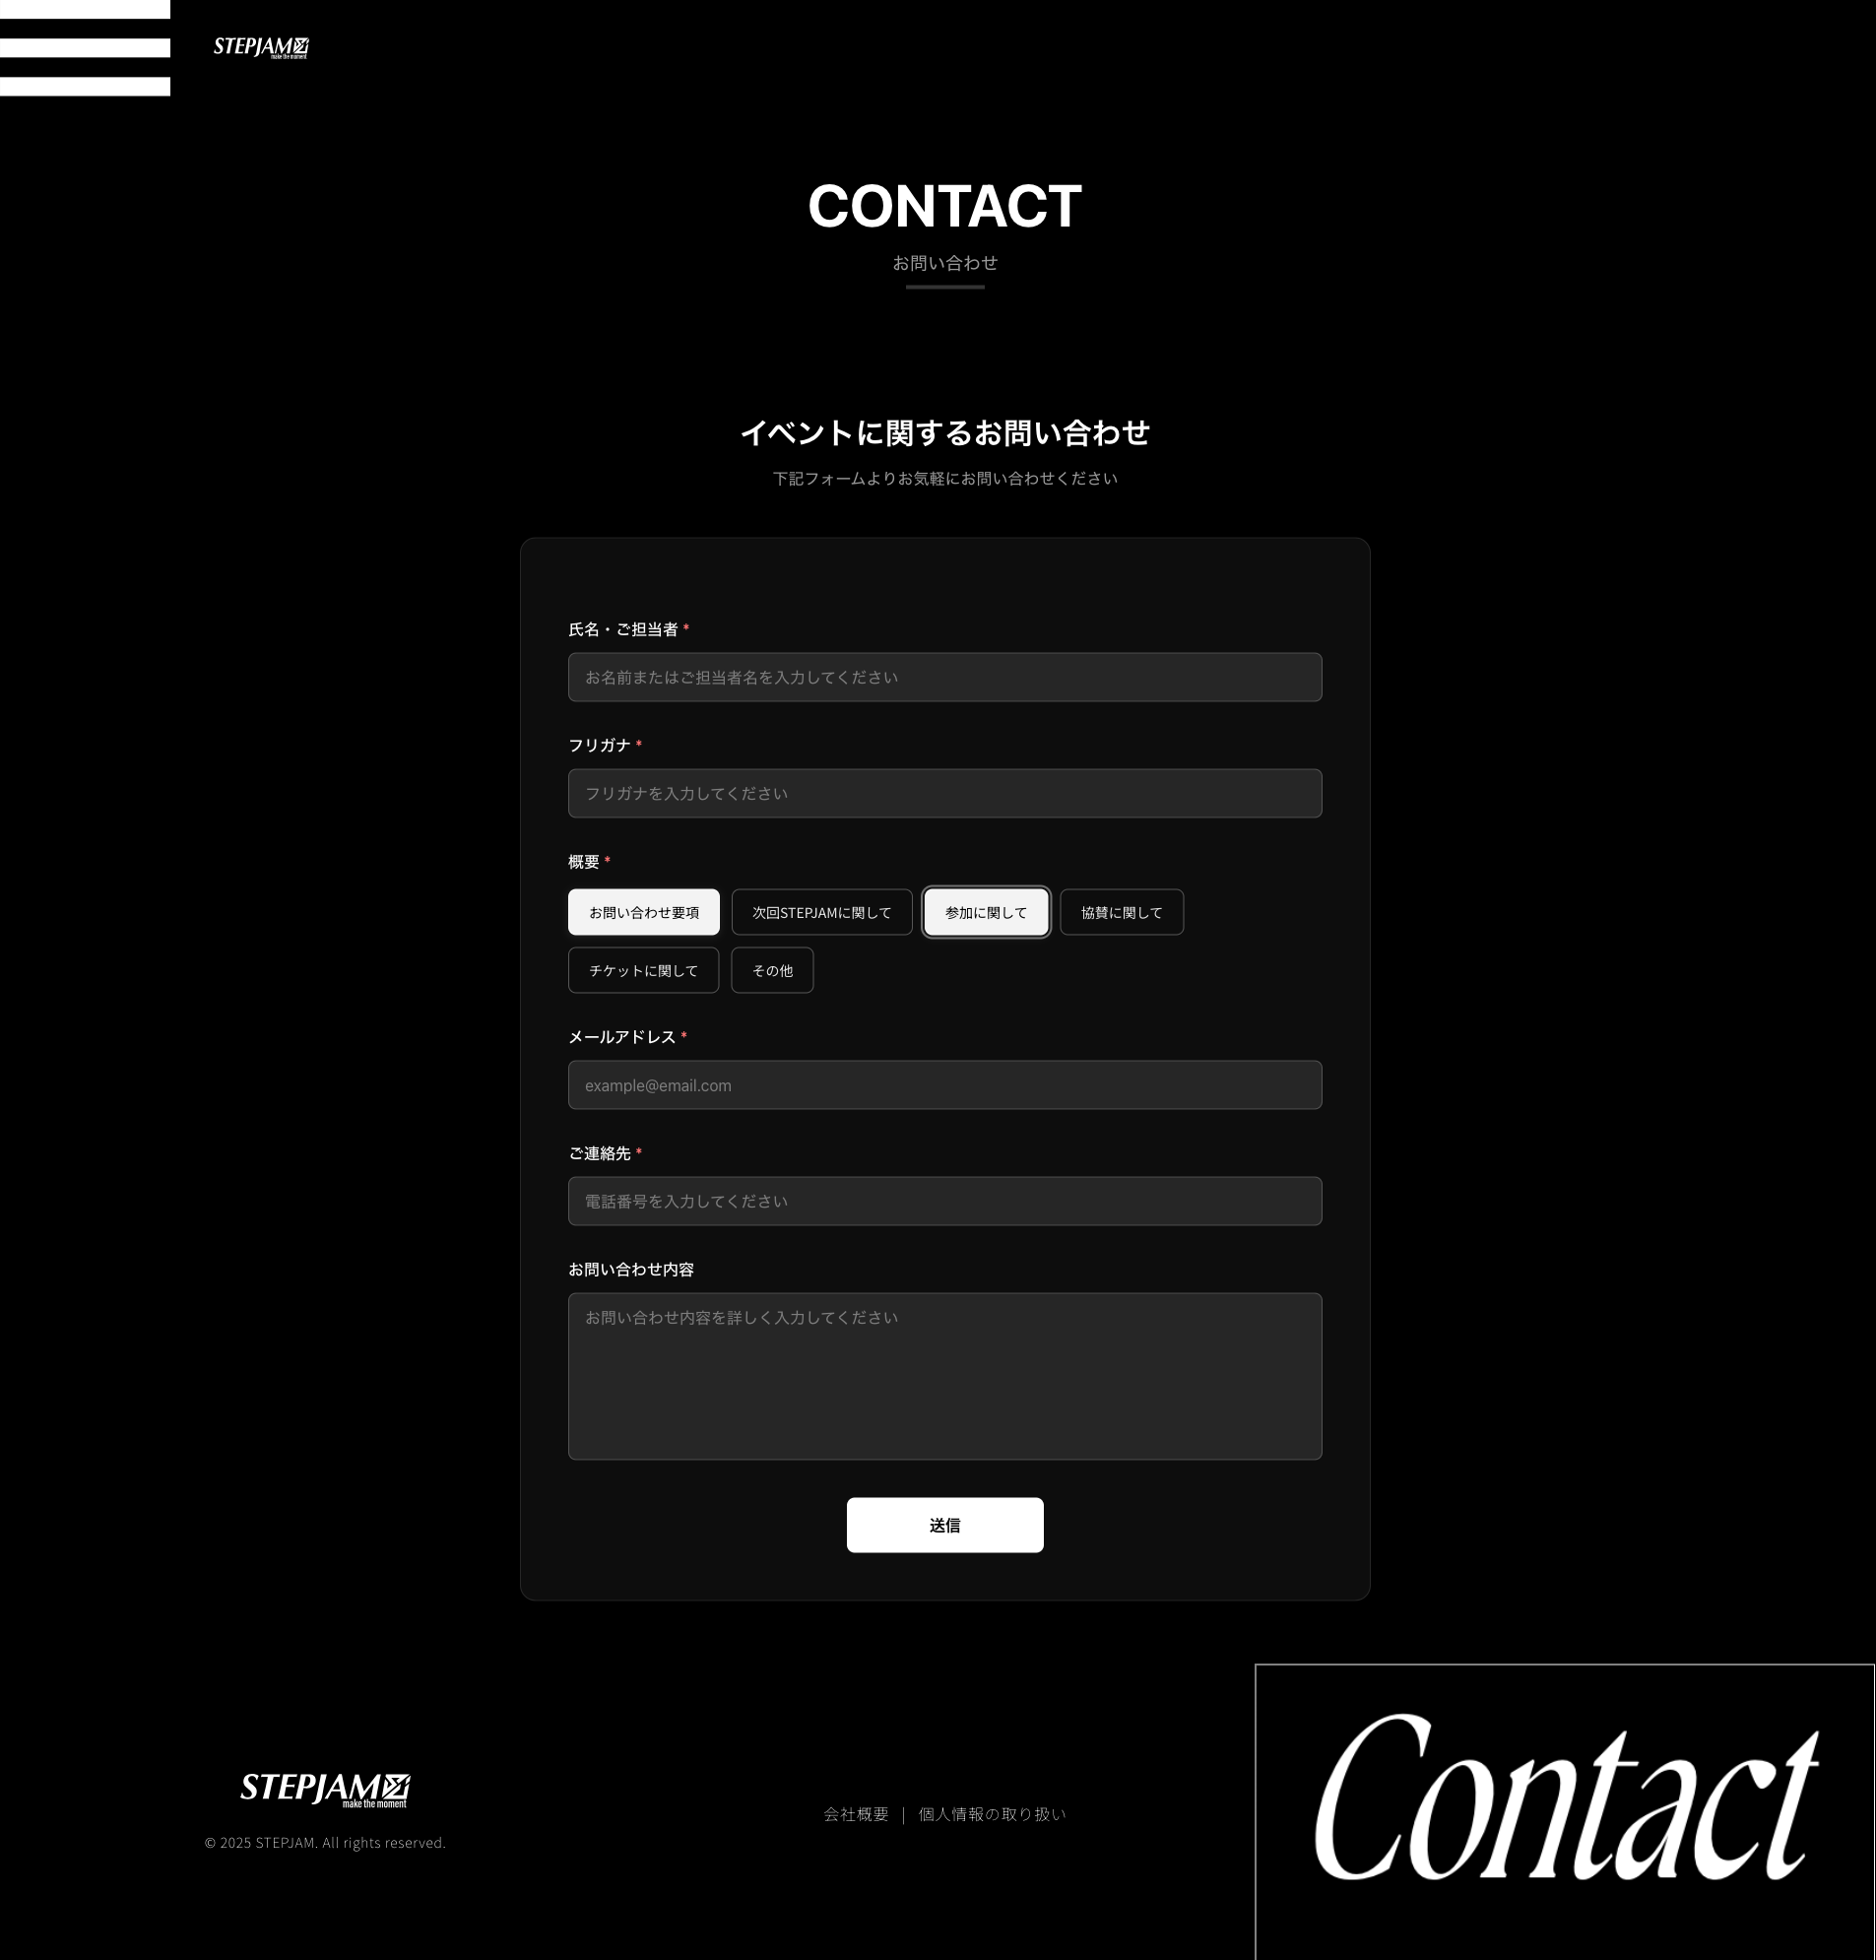 STEPJAM
make the moment
CONTACT
お問い合わせ
イベントに関するお問い合わせ
下記フォームよりお気軽にお問い合わせください
氏名・ご担当者 *
お名前またはご担当者名を入力してください
フリガナ *
フリガナを入力してください
概要 *
お問い合わせ要項 次回STEPJAMに関して 参加に関して 協賛に関して
チケットに関して その他
メールアドレス *
example@email.com
ご連絡先 *
電話番号を入力してください
お問い合わせ内容
お問い合わせ内容を詳しく入力してください
送信
STEPJAM
make the moment
© 2025 STEPJAM. All rights reserved.
会社概要 | 個人情報の取り扱い
Contact